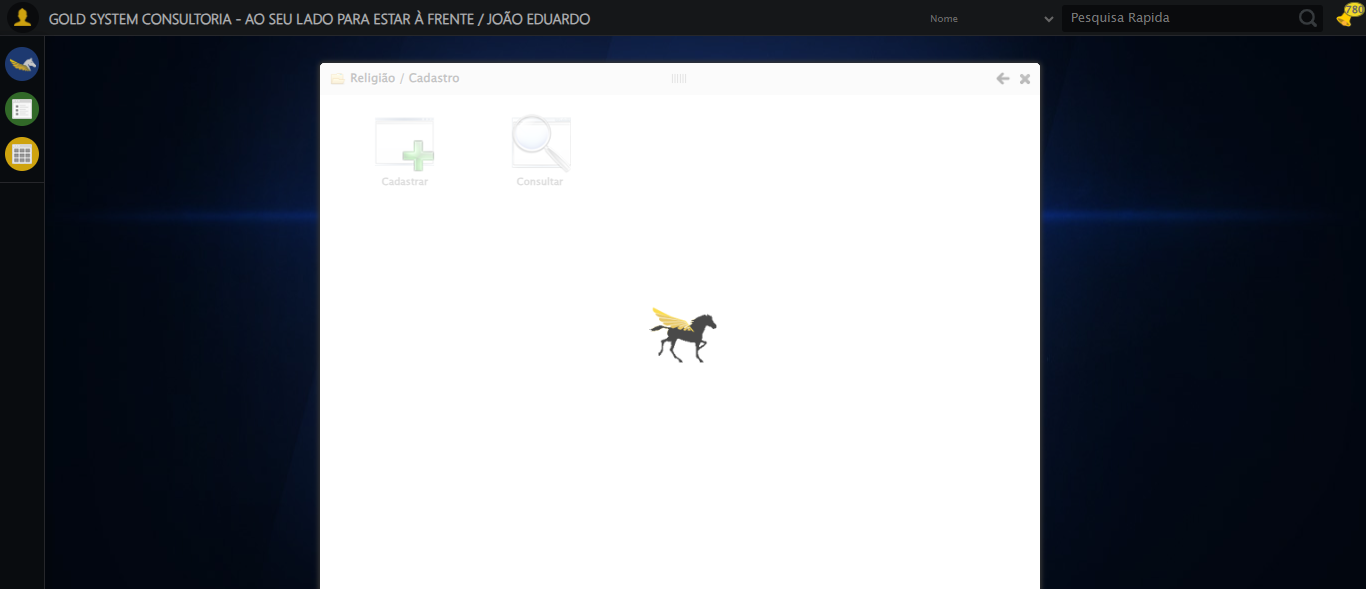 GOLD SYSTEM CONSULTORIA - AO SEU LADO PARA ESTAR À FRENTE / JOÃO EDUARDO
Nome
Pesquisa Rapida
780
Religião / Cadastro
Cadastrar
Consultar